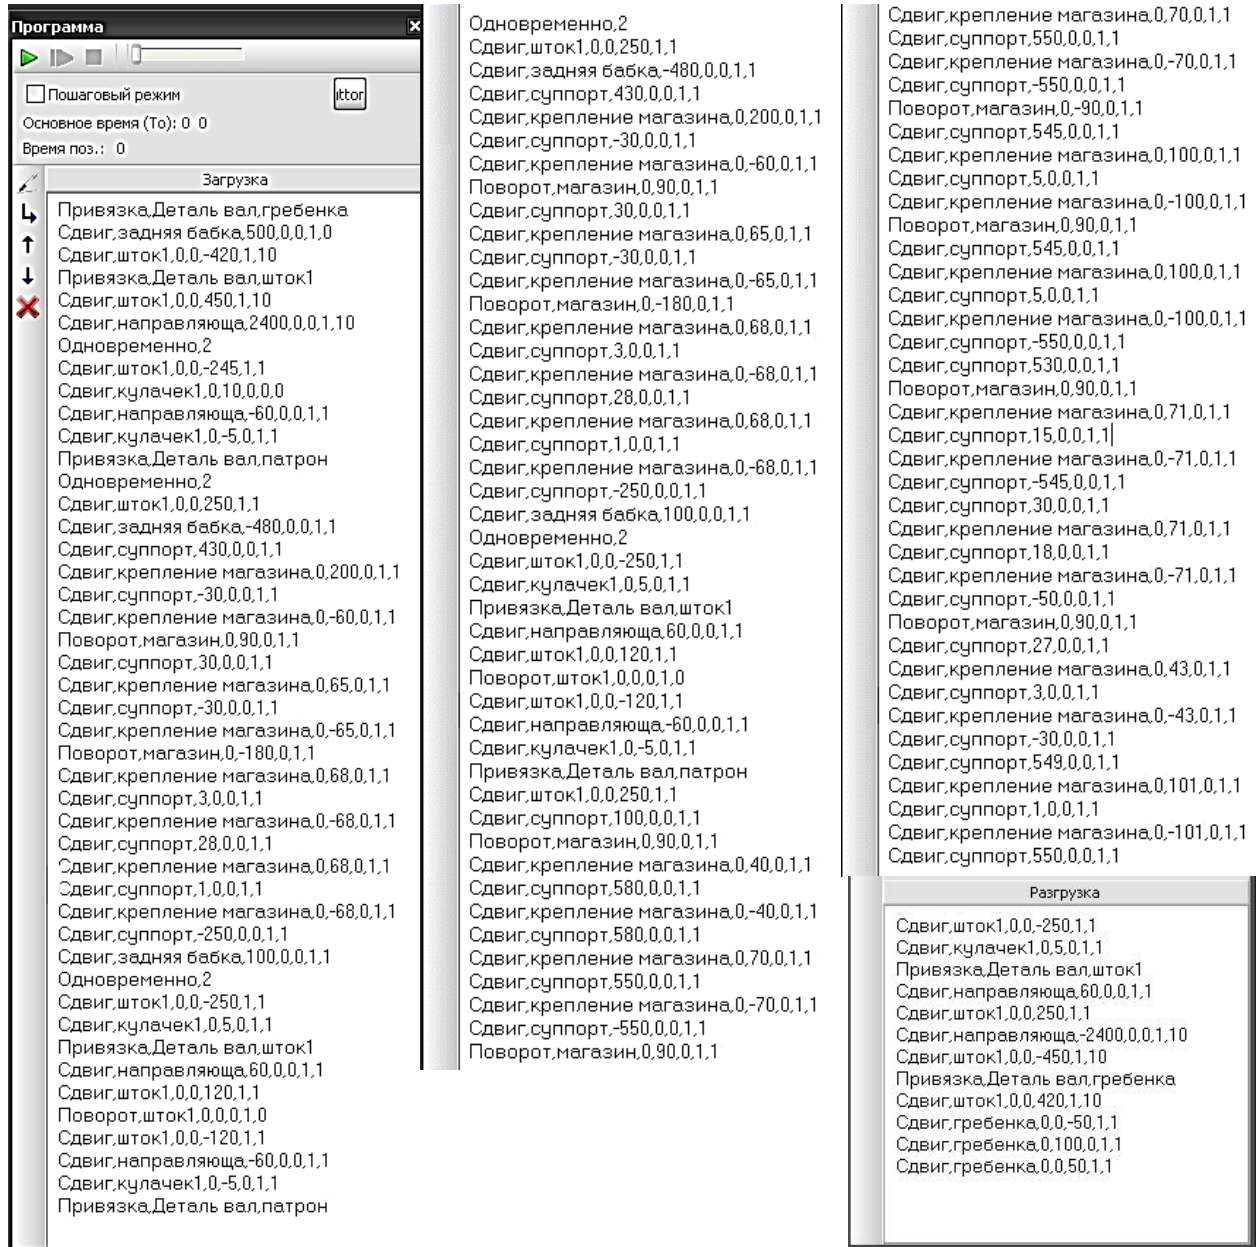 Программа
Пошаговый режим
ittor
Основное время (То): 0 0
Время поз.: 0
Загрузка
Привязка,Деталь вал,гребенка
Сдвиг,задняя бабка,500,0,0,1,0
Сдвиг,шток1,0,0,-420,1,10
Привязка,Деталь вал,шток1
Сдвиг,шток1,0,0,450,1,10
Сдвиг,направляюща,2400,0,0,1,10
Одновременно,2
Сдвиг,шток1,0,0,-245,1,1
Сдвиг,кулачек1,0,10,0,0,0
Сдвиг,направляюща,-60,0,0,1,1
Сдвиг,кулачек1,0,-5,0,1,1
Привязка,Деталь вал,патрон
Одновременно,2
Сдвиг,шток1,0,0,250,1,1
Сдвиг,задняя бабка,-480,0,0,1,1
Сдвиг,суппорт,430,0,0,1,1
Сдвиг,крепление магазина,0,200,0,1,1
Сдвиг,суппорт,-30,0,0,1,1
Сдвиг,крепление магазина,0,-60,0,1,1
Поворот,магазин,0,90,0,1,1
Сдвиг,суппорт,30,0,0,1,1
Сдвиг,крепление магазина,0,65,0,1,1
Сдвиг,суппорт,-30,0,0,1,1
Сдвиг,крепление магазина,0,-65,0,1,1
Поворот,магазин,0,-180,0,1,1
Сдвиг,крепление магазина,0,68,0,1,1
Сдвиг,суппорт,3,0,0,1,1
Сдвиг,крепление магазина,0,-68,0,1,1
Сдвиг,суппорт,28,0,0,1,1
Сдвиг,крепление магазина,0,68,0,1,1
Сдвиг,суппорт,1,0,0,1,1
Сдвиг,крепление магазина,0,-68,0,1,1
Сдвиг,суппорт,-250,0,0,1,1
Сдвиг,задняя бабка,100,0,0,1,1
Одновременно,2
Сдвиг,шток1,0,0,-250,1,1
Сдвиг,кулачек1,0,5,0,1,1
Привязка,Деталь вал,шток1
Сдвиг,направляюща,60,0,0,1,1
Сдвиг,шток1,0,0,120,1,1
Поворот,шток1,0,0,0,1,0
Сдвиг,шток1,0,0,-120,1,1
Сдвиг,направляюща,-60,0,0,1,1
Сдвиг,кулачек1,0,-5,0,1,1
Привязка,Деталь вал,патрон
Одновременно,2
Сдвиг,шток1,0,0,250,1,1
Сдвиг,задняя бабка,-480,0,0,1,1
Сдвиг,суппорт,430,0,0,1,1
Сдвиг,крепление магазина,0,200,0,1,1
Сдвиг,суппорт,-30,0,0,1,1
Сдвиг,крепление магазина,0,-60,0,1,1
Поворот,магазин,0,90,0,1,1
Сдвиг,суппорт,30,0,0,1,1
Сдвиг,крепление магазина,0,65,0,1,1
Сдвиг,суппорт,-30,0,0,1,1
Сдвиг,крепление магазина,0,-65,0,1,1
Поворот,магазин,0,-180,0,1,1
Сдвиг,крепление магазина,0,68,0,1,1
Сдвиг,суппорт,3,0,0,1,1
Сдвиг,крепление магазина,0,-68,0,1,1
Сдвиг,суппорт,28,0,0,1,1
Сдвиг,крепление магазина,0,68,0,1,1
Сдвиг,суппорт,1,0,0,1,1
Сдвиг,крепление магазина,0,-68,0,1,1
Сдвиг,суппорт,-250,0,0,1,1
Сдвиг,задняя бабка,100,0,0,1,1
Одновременно,2
Сдвиг,шток1,0,0,-250,1,1
Сдвиг,кулачек1,0,5,0,1,1
Привязка,Деталь вал,шток1
Сдвиг,направляюща,60,0,0,1,1
Сдвиг,шток1,0,0,120,1,1
Поворот,шток1,0,0,0,1,0
Сдвиг,шток1,0,0,-120,1,1
Сдвиг,направляюща,-60,0,0,1,1
Сдвиг,кулачек1,0,-5,0,1,1
Привязка,Деталь вал,патрон
Сдвиг,шток1,0,0,250,1,1
Сдвиг,суппорт,100,0,0,1,1
Поворот,магазин,0,90,0,1,1
Сдвиг,крепление магазина,0,40,0,1,1
Сдвиг,суппорт,580,0,0,1,1
Сдвиг,крепление магазина,0,-40,0,1,1
Сдвиг,суппорт,580,0,0,1,1
Сдвиг,крепление магазина,0,70,0,1,1
Сдвиг,суппорт,550,0,0,1,1
Сдвиг,крепление магазина,0,-70,0,1,1
Сдвиг,суппорт,-550,0,0,1,1
Поворот,магазин,0,90,0,1,1
Сдвиг,крепление магазина,0,70,0,1,1
Сдвиг,суппорт,550,0,0,1,1
Сдвиг,крепление магазина,0,-70,0,1,1
Сдвиг,суппорт,-550,0,0,1,1
Поворот,магазин,0,-90,0,1,1
Сдвиг,суппорт,545,0,0,1,1
Сдвиг,крепление магазина,0,100,0,1,1
Сдвиг,суппорт,5,0,0,1,1
Сдвиг,крепление магазина,0,-100,0,1,1
Поворот,магазин,0,90,0,1,1
Сдвиг,суппорт,545,0,0,1,1
Сдвиг,крепление магазина,0,100,0,1,1
Сдвиг,суппорт,5,0,0,1,1
Сдвиг,крепление магазина,0,-100,0,1,1
Сдвиг,суппорт,-550,0,0,1,1
Сдвиг,суппорт,530,0,0,1,1
Поворот,магазин,0,90,0,1,1
Сдвиг,крепление магазина,0,71,0,1,1
Сдвиг,суппорт,15,0,0,1,1
Сдвиг,крепление магазина,0,-71,0,1,1
Сдвиг,суппорт,-545,0,0,1,1
Сдвиг,суппорт,30,0,0,1,1
Сдвиг,крепление магазина,0,71,0,1,1
Сдвиг,суппорт,18,0,0,1,1
Сдвиг,крепление магазина,0,-71,0,1,1
Сдвиг,суппорт,-50,0,0,1,1
Поворот,магазин,0,90,0,1,1
Сдвиг,суппорт,27,0,0,1,1
Сдвиг,крепление магазина,0,43,0,1,1
Сдвиг,суппорт,3,0,0,1,1
Сдвиг,крепление магазина,0,-43,0,1,1
Сдвиг,суппорт,-30,0,0,1,1
Сдвиг,суппорт,549,0,0,1,1
Сдвиг,крепление магазина,0,101,0,1,1
Сдвиг,суппорт,1,0,0,1,1
Сдвиг,крепление магазина,0,-101,0,1,1
Сдвиг,суппорт,550,0,0,1,1
Разгрузка
Сдвиг,шток1,0,0,-250,1,1
Сдвиг,кулачек1,0,5,0,1,1
Привязка,Деталь вал,шток1
Сдвиг,направляюща,60,0,0,1,1
Сдвиг,шток1,0,0,250,1,1
Сдвиг,направляюща,-2400,0,0,1,10
Сдвиг,шток1,0,0,-450,1,10
Привязка,Деталь вал,гребенка
Сдвиг,шток1,0,0,420,1,10
Сдвиг,гребенка,0,0,-50,1,1
Сдвиг,гребенка,0,100,0,1,1
Сдвиг,гребенка,0,0,50,1,1